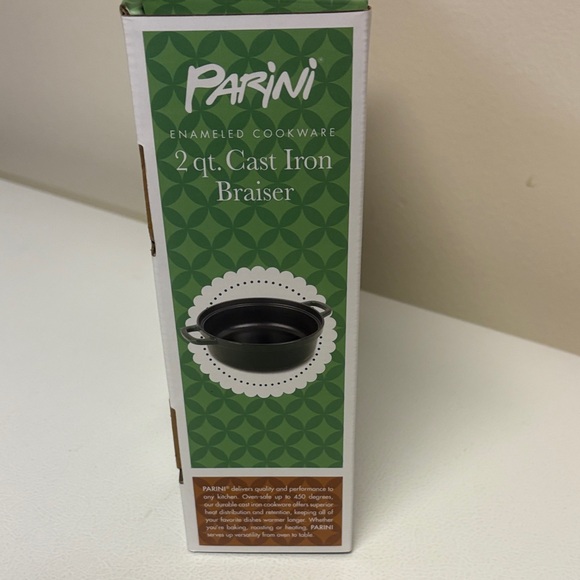 PARINI®
ENAMELED COOKWARE
2 qt. Cast Iron
Braiser
PARINI® delivers quality and performance to
any kitchen. Oven-safe up to 450 degrees,
our durable cast iron cookware offers superior
heat distribution and retention, keeping all of
your favorite dishes warmer longer. Whether
you're baking, roasting or heating, PARINI
serves up versatility from oven to table.